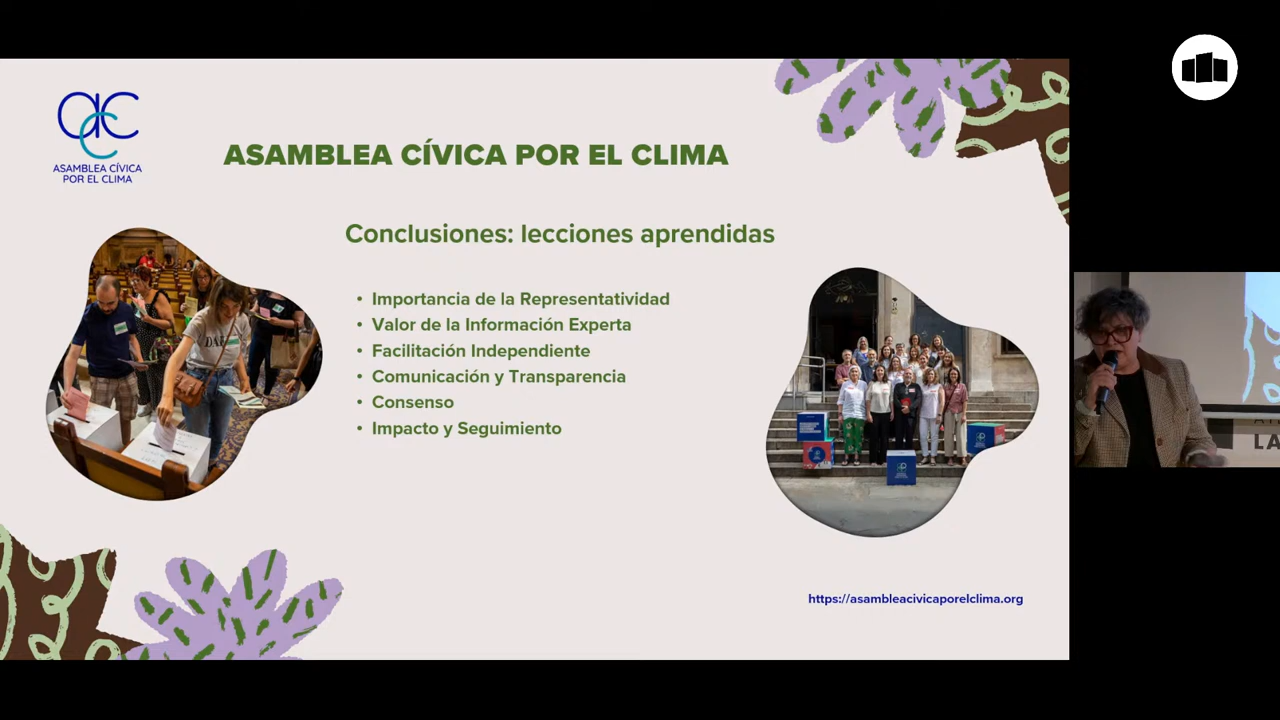 ASAMBLEA CÍVICA
POR EL CLIMA
ASAMBLEA CÍVICA POR EL CLIMA
Conclusiones: lecciones aprendidas
• Importancia de la Representatividad
• Valor de la Información Experta
• Facilitación Independiente
• Comunicación y Transparencia
• Consenso
• Impacto y Seguimiento
https://asambleacivicaporelclima.org
LA